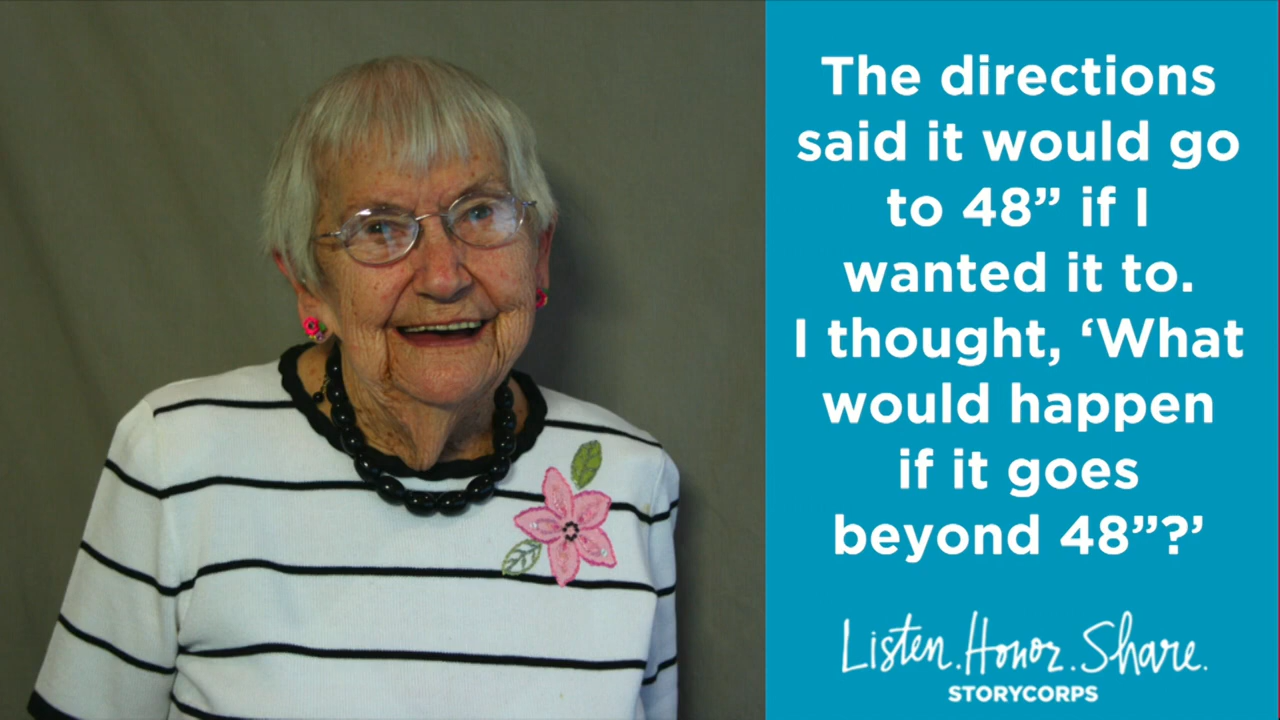 The directions
said it would go
to 48” if I
wanted it to.
I thought, ‘What
would happen
if it goes
beyond 48”?’
Listen. Honor. Share.
STORYCORPS